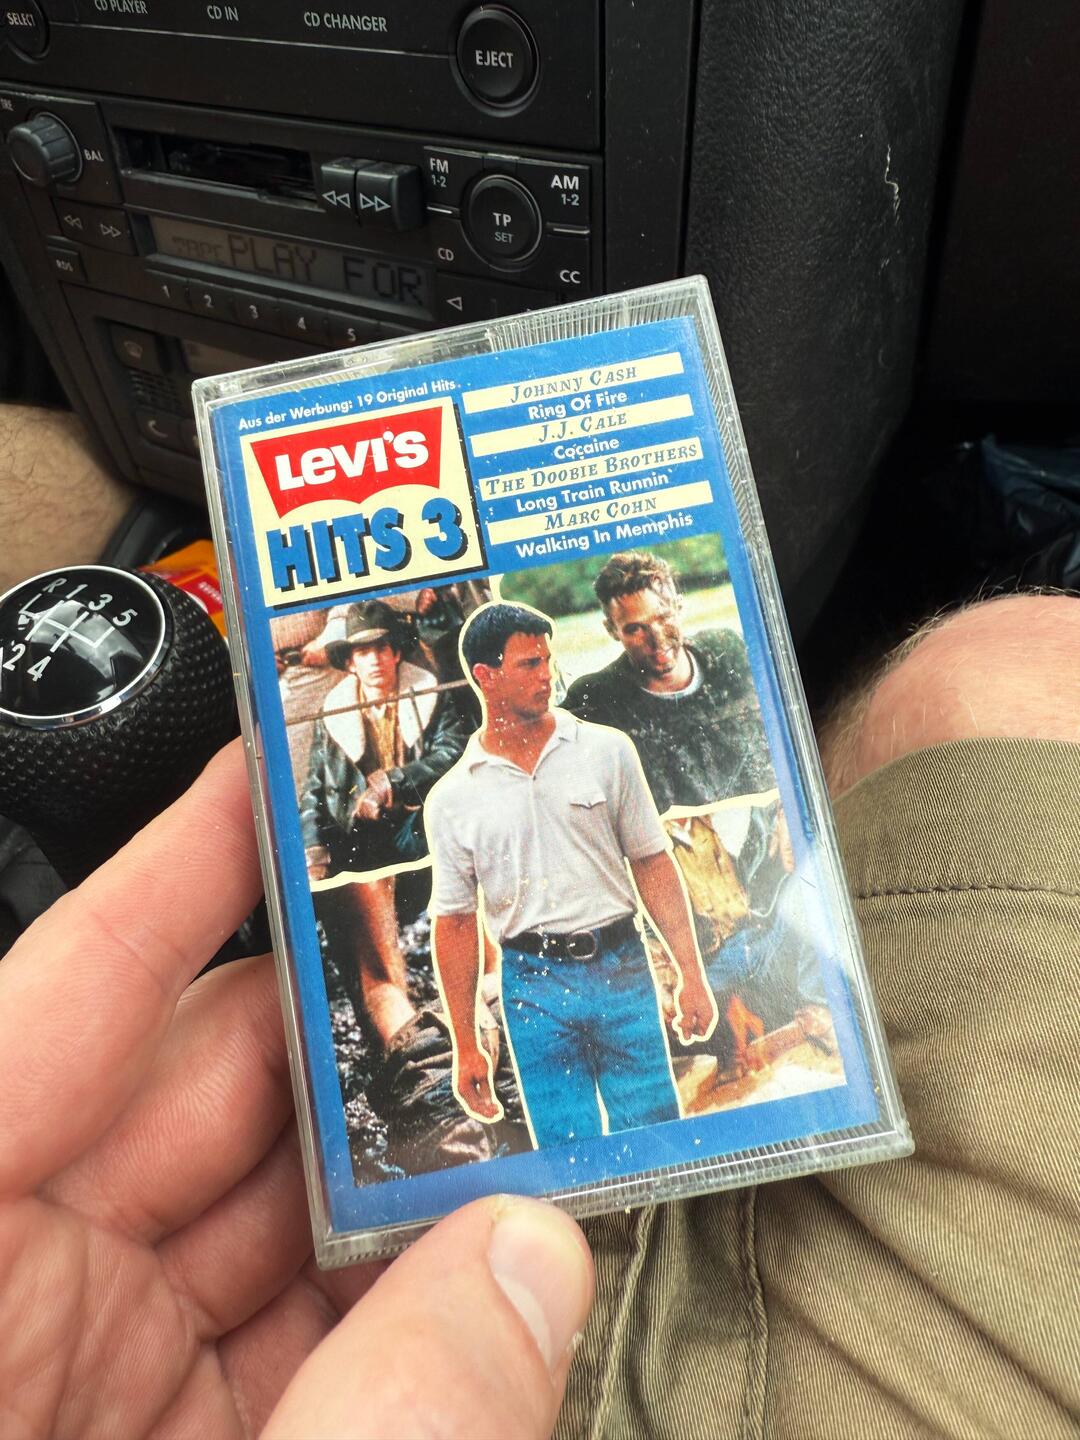 SELECT
CD PLAYER
CD IN
CD CHANGER
EJECT
BAL
FM
1-2
AM
1-2
TP
SET
CD
CC
RDS
TAPE PLAY FOR
1 2 3 4 5
Aus der Werbung: 19 Original Hits
LEVI'S
HITS 3
JOHNNY CASH
Ring Of Fire
J.J. CALE
Cocaine
THE DOOBIE BROTHERS
Long Train Runnin'
MARC COHN
Walking In Memphis
R 1 3 5
2 4